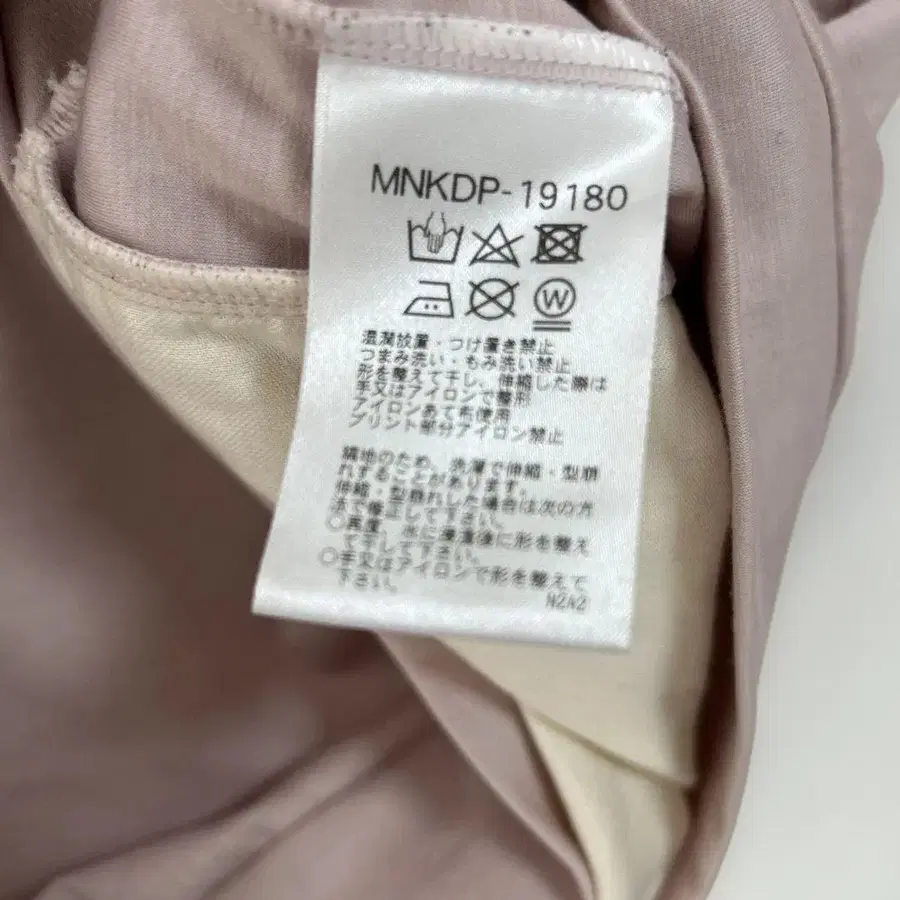 MNKDP-19180
W
湿潤放置・つけ置き禁止
つまみ洗い・もみ洗い禁止
形を整えて干し、伸縮した際は
手又はアイロンで整形
アイロンあて布使用
プリント部分アイロン禁止
のため、洗濯で伸縮・型崩
れすることがあります。
伸縮・型崩れした場合は次の方
法で修正して下さい。
○再度、水に浸漬後に形を整え
て干して下さい。
○手又はアイロンで形を整えて
下さい。
N2A2